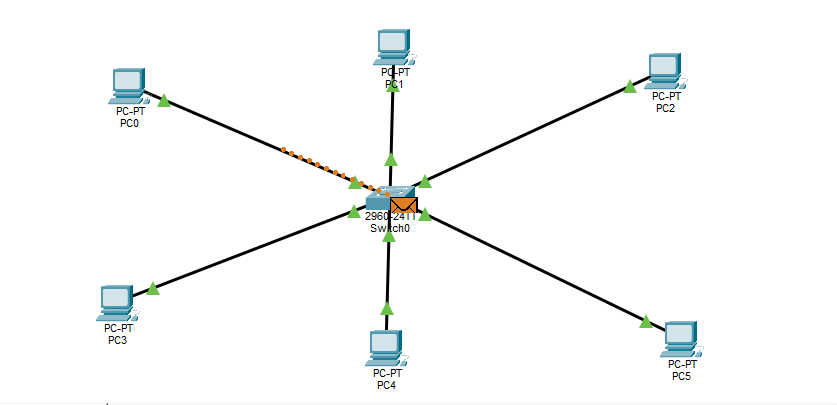 PC-PT
PC1
PC-PT
PC0
PC-PT
PC2
2960-24TT
Switch0
PC-PT
PC3
PC-PT
PC4
PC-PT
PC5